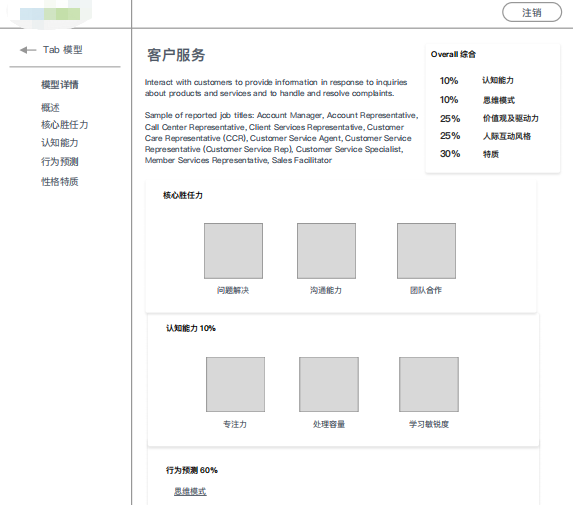 注销
Tab 模型
模型详情
概述
核心胜任力
认知能力
行为预测
性格特质
客户服务
Interact with customers to provide information in response to inquiries
about products and services and to handle and resolve complaints.
Sample of reported job titles: Account Manager, Account Representative,
Call Center Representative, Client Services Representative, Customer
Care Representative (CCR), Customer Service Agent, Customer Service
Representative (Customer Service Rep), Customer Service Specialist,
Member Services Representative, Sales Facilitator
Overall 综合
10% 认知能力
10% 思维模式
25% 价值观及驱动力
25% 人际互动风格
30% 特质
核心胜任力
问题解决 沟通能力 团队合作
认知能力 10%
专注力 处理容量 学习敏锐度
行为预测 60%
思维模式